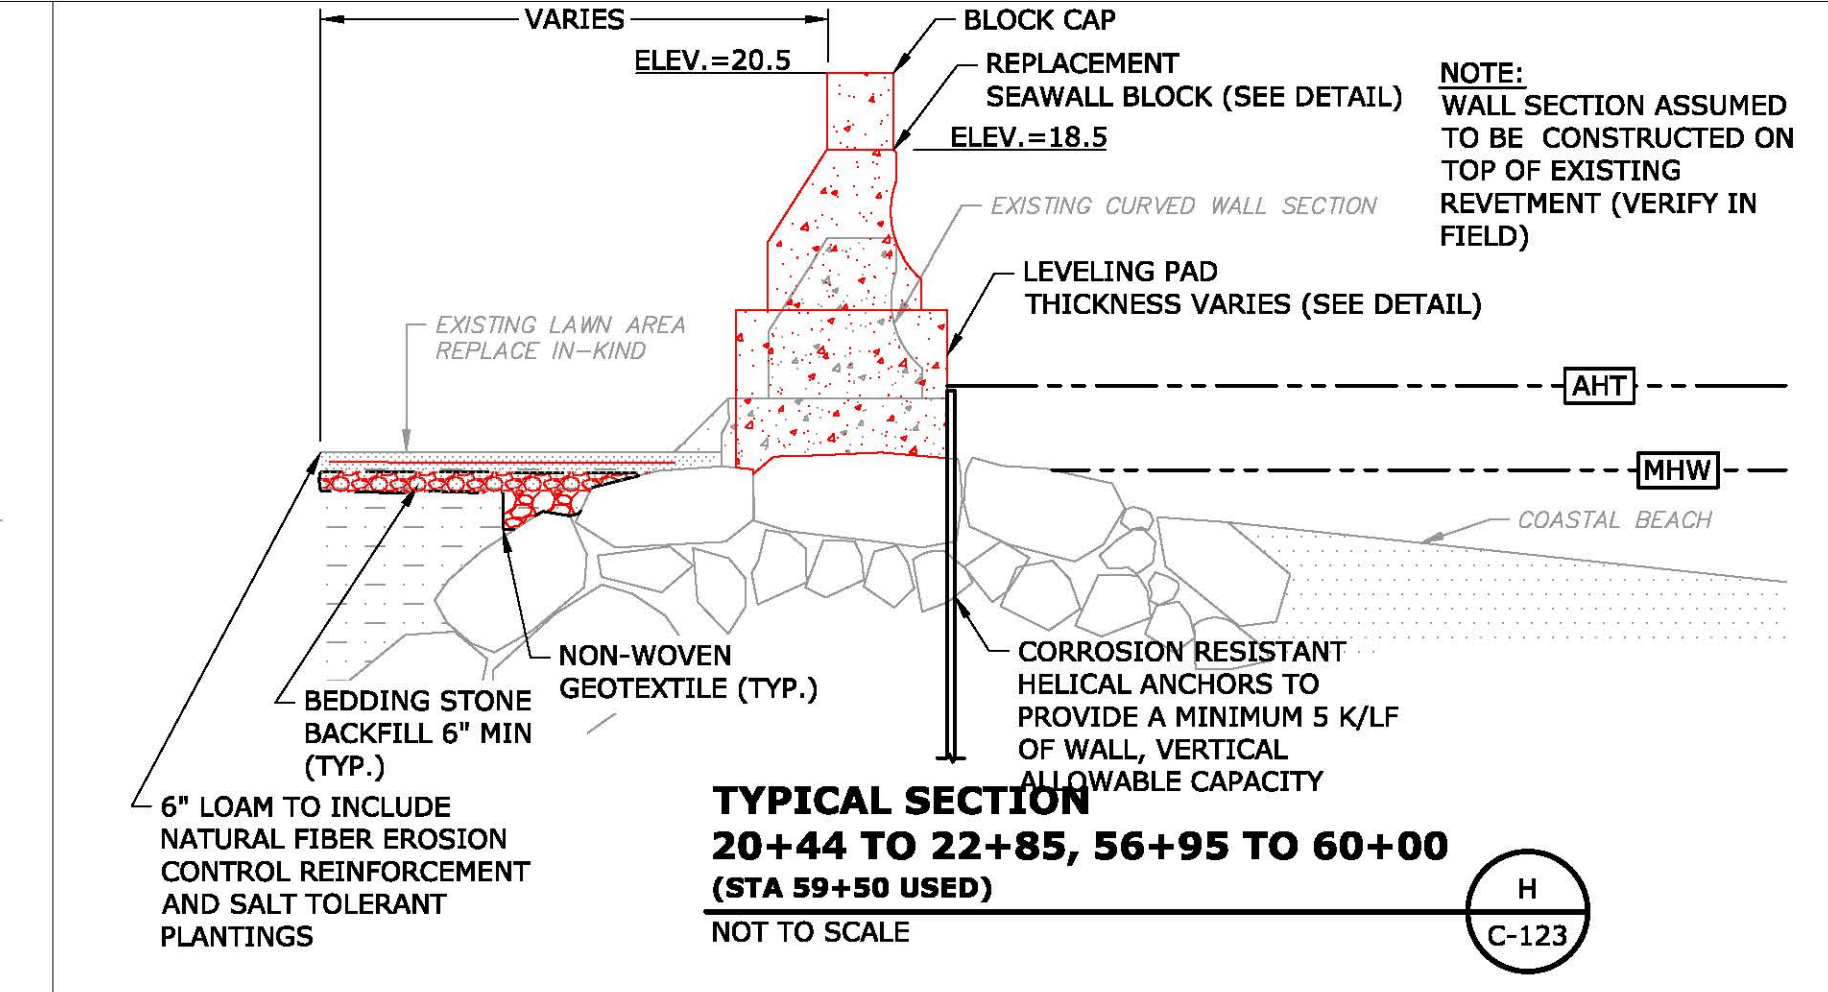 VARIES
BLOCK CAP
ELEV.=20.5
REPLACEMENT
SEAWALL BLOCK (SEE DETAIL)
ELEV.=18.5
NOTE:
WALL SECTION ASSUMED
TO BE CONSTRUCTED ON
TOP OF EXISTING
REVETMENT (VERIFY IN
FIELD)
EXISTING CURVED WALL SECTION
LEVELING PAD
THICKNESS VARIES (SEE DETAIL)
EXISTING LAWN AREA
REPLACE IN-KIND
AHT
MHW
COASTAL BEACH
NON-WOVEN
GEOTEXTILE (TYP.)
CORROSION RESISTANT
HELICAL ANCHORS TO
PROVIDE A MINIMUM 5 K/LF
OF WALL, VERTICAL
ALLOWABLE CAPACITY
BEDDING STONE
BACKFILL 6" MIN
(TYP.)
6" LOAM TO INCLUDE
NATURAL FIBER EROSION
CONTROL REINFORCEMENT
AND SALT TOLERANT
PLANTINGS
TYPICAL SECTION
20+44 TO 22+85, 56+95 TO 60+00
(STA 59+50 USED)
NOT TO SCALE
H
C-123